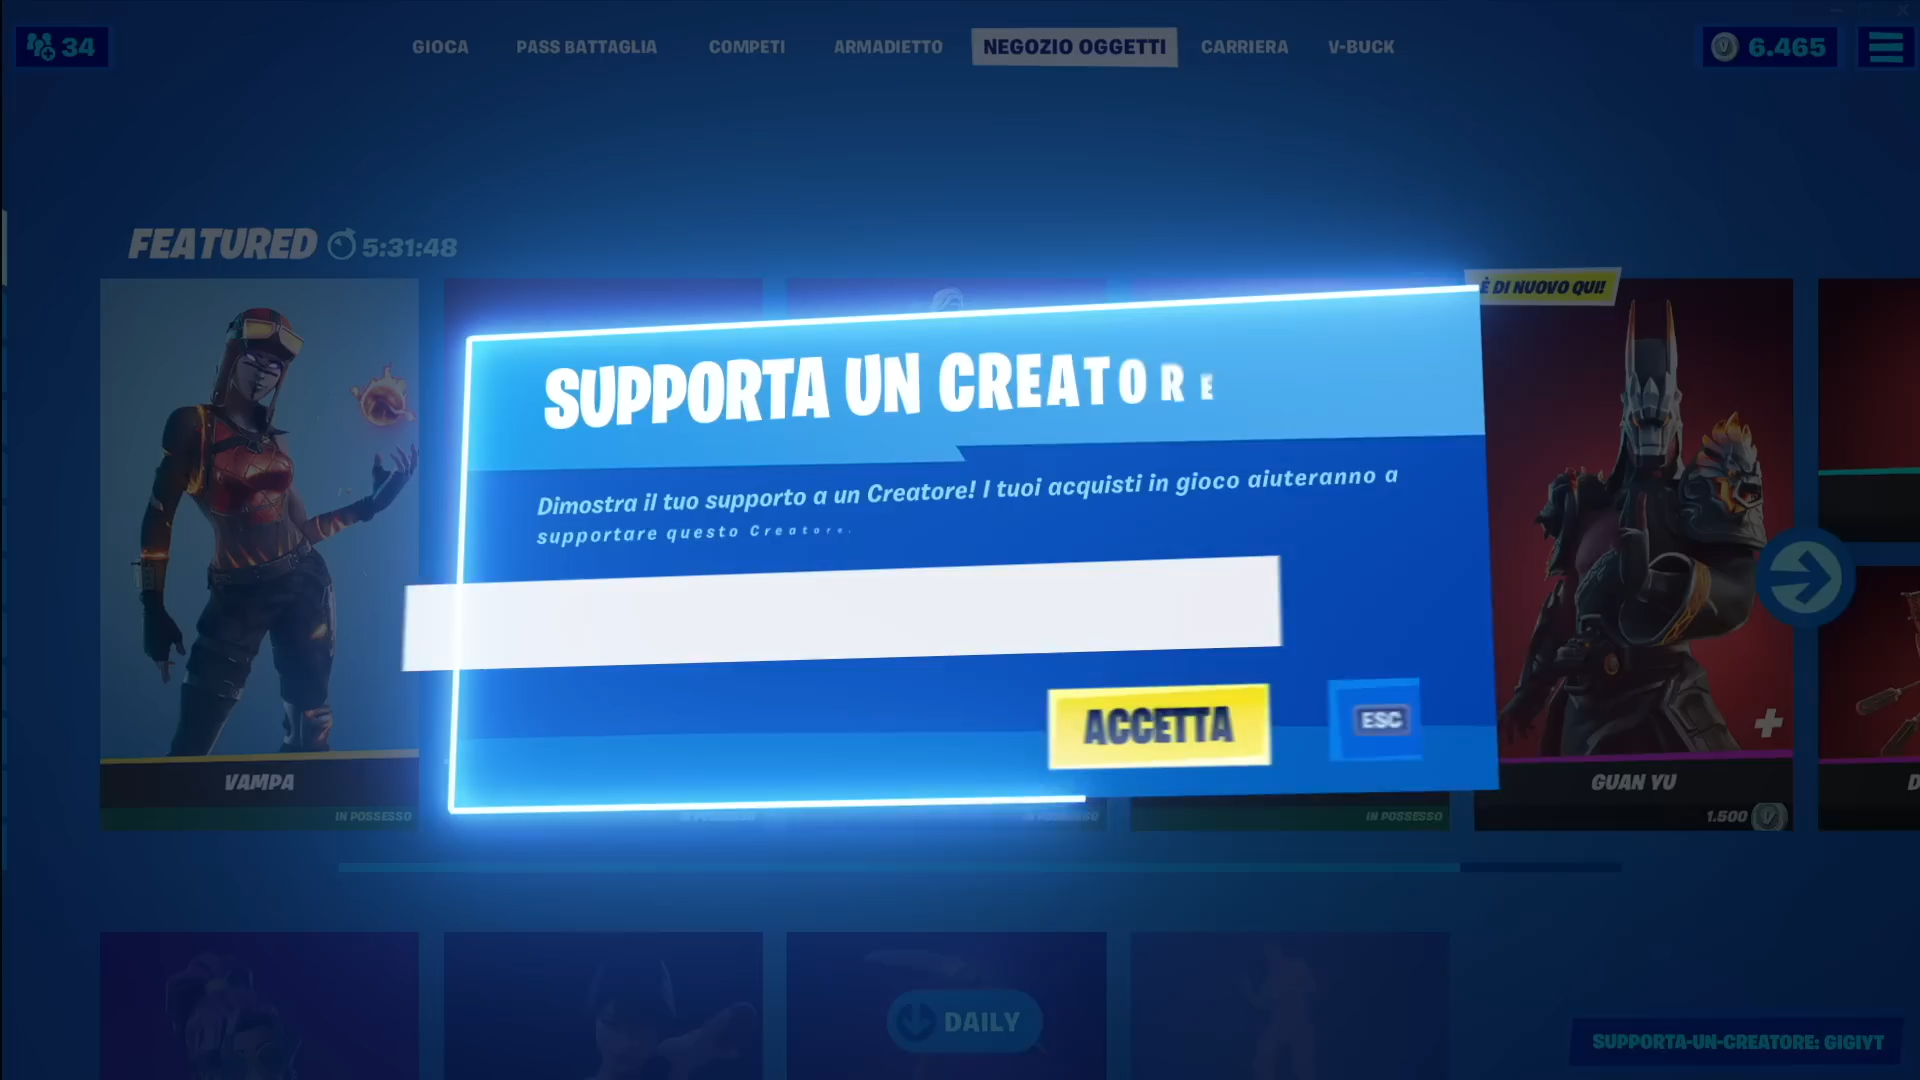 34
GIOCA
PASS BATTAGLIA
COMPETI
ARMADIETTO
NEGOZIO OGGETTI
CARRIERA
V-BUCK
6.465
FEATURED 5:31:48
È DI NUOVO QUI!
SUPPORTA UN CREATORE
Dimostra il tuo supporto a un Creatore! I tuoi acquisti in gioco aiuteranno a
supportare questo Creatore.
ACCETTA
ESC
VAMPA
IN POSSESSO
IN POSSESSO
GUAN YU
1.500
D
DAILY
SUPPORTA-UN-CREATORE: GIGIYT